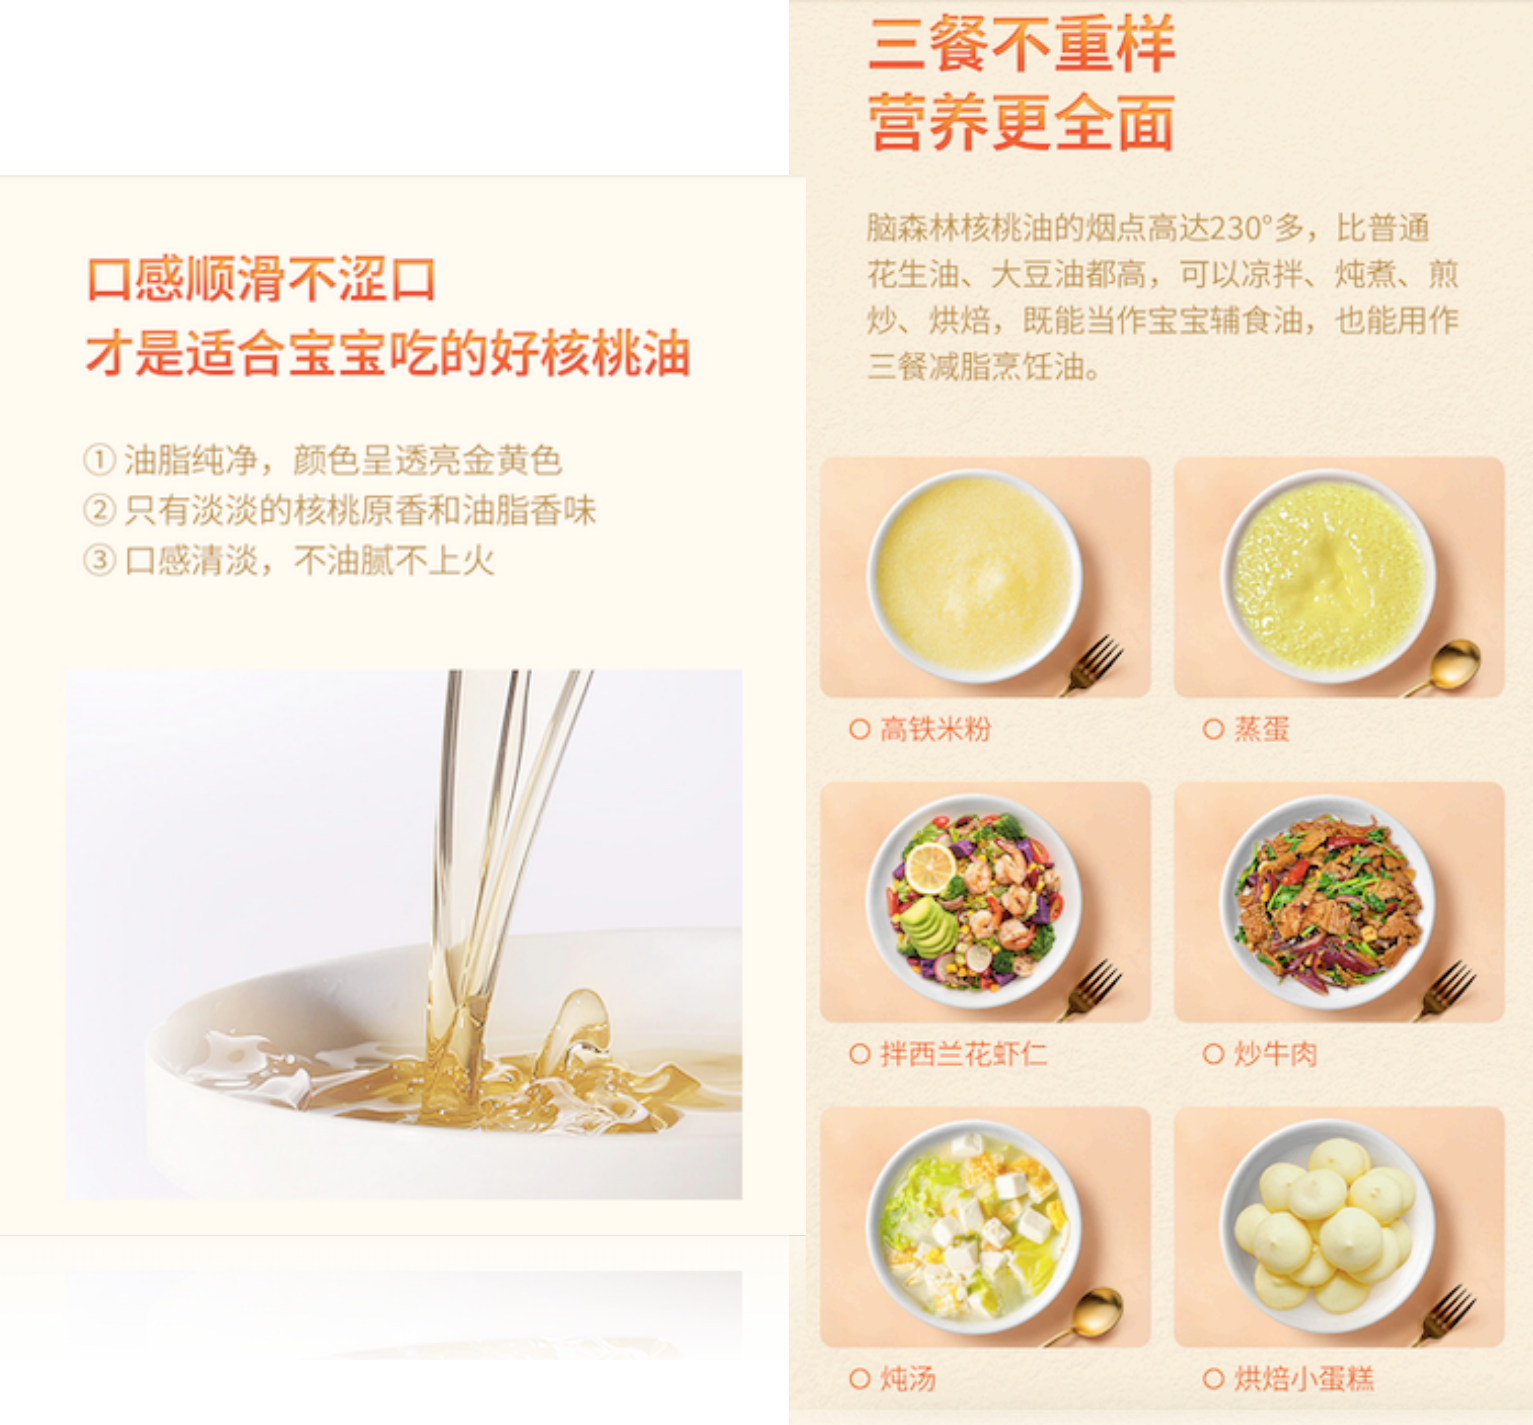 口感顺滑不涩口
才是适合宝宝吃的好核桃油
① 油脂纯净，颜色呈透亮金黄色
② 只有淡淡的核桃原香和油脂香味
③ 口感清淡，不油腻不上火
三餐不重样
营养更全面
脑森林核桃油的烟点高达230°多，比普通
花生油、大豆油都高，可以凉拌、炖煮、煎
炒、烘焙，既能当作宝宝辅食油，也能用作
三餐减脂烹饪油。
高铁米粉
蒸蛋
拌西兰花虾仁
炒牛肉
炖汤
烘焙小蛋糕